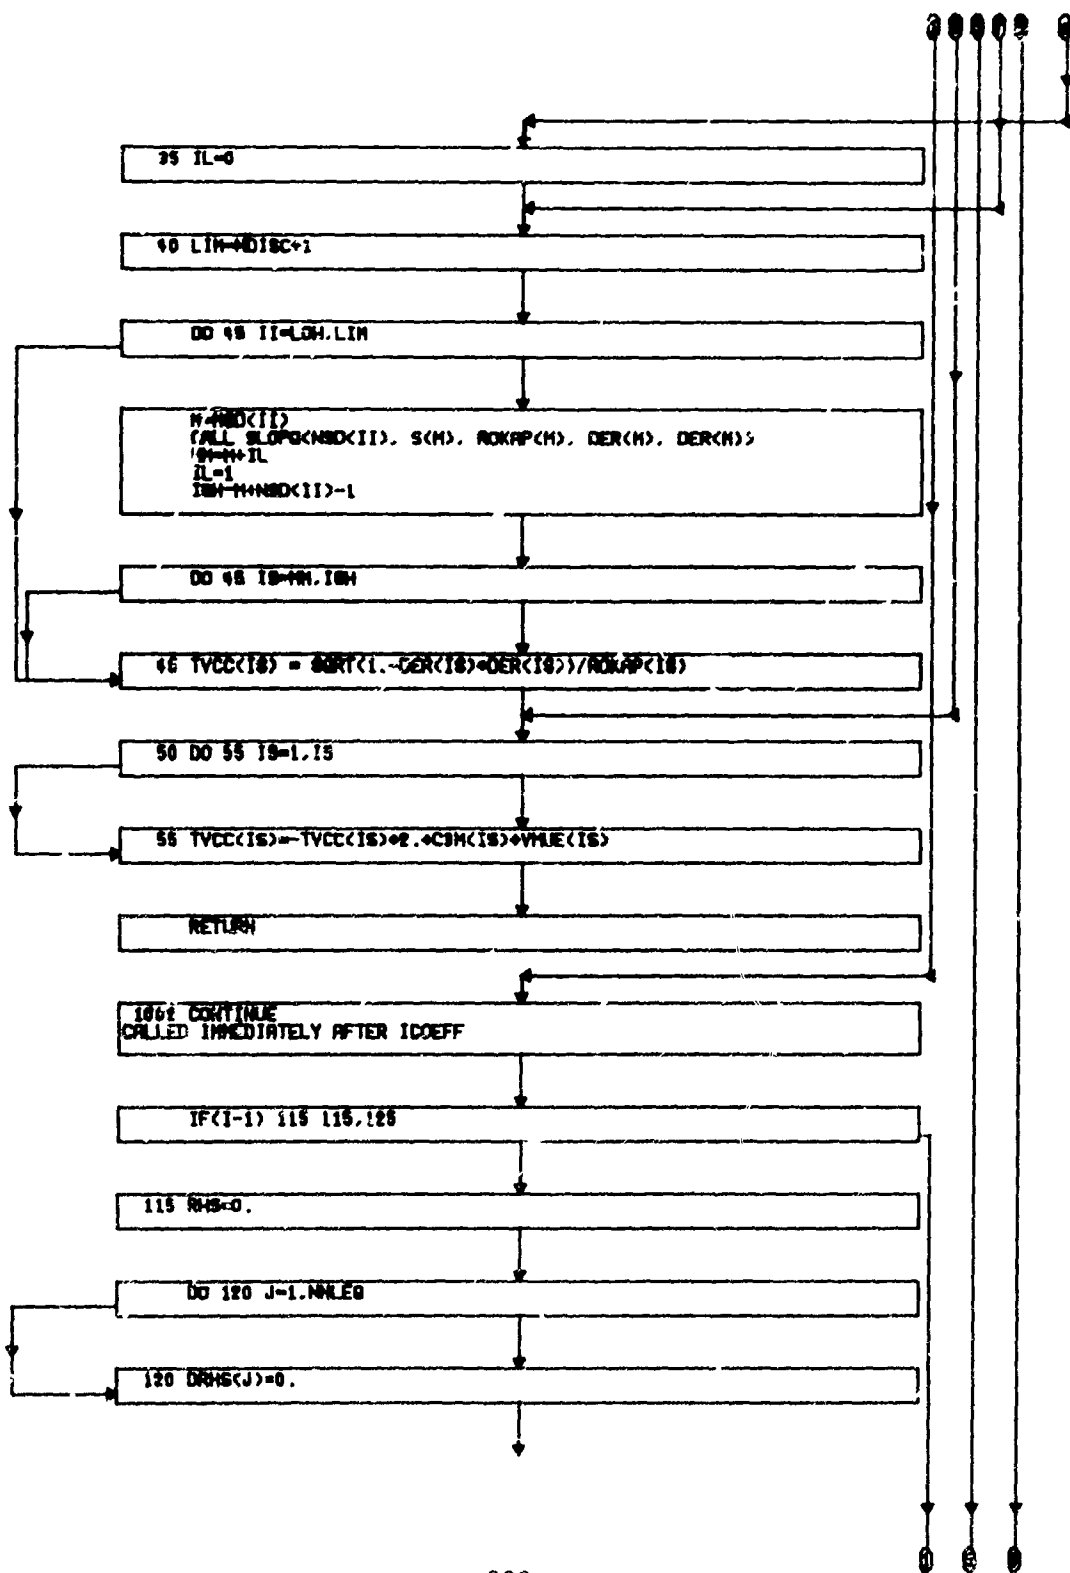 35 IL=0
40 LIM=NDISC+1
DO 45 II=LOW,LIM
M=NSD(II)
CALL SLOPG(NSD(II), S(M), ROKAP(M), DER(M), DER(M))
MM=M+IL
IL=1
ISH=M+NSD(II)-1
DO 45 IS=MM,ISH
45 TVCC(IS) = SQRT(1.-DER(IS)*DER(IS))/ROKAP(IS)
50 DO 55 IS=1,IS
55 TVCC(IS)=-TVCC(IS)*2.*C3M(IS)*VMUE(IS)
RETURN
CONTINUE
CALLED IMMEDIATELY AFTER ICOEFF
IF(I-1) 115 115,125
115 RHS=0.
DO 120 J=1,NNLEQ
120 DRHS(J)=0.